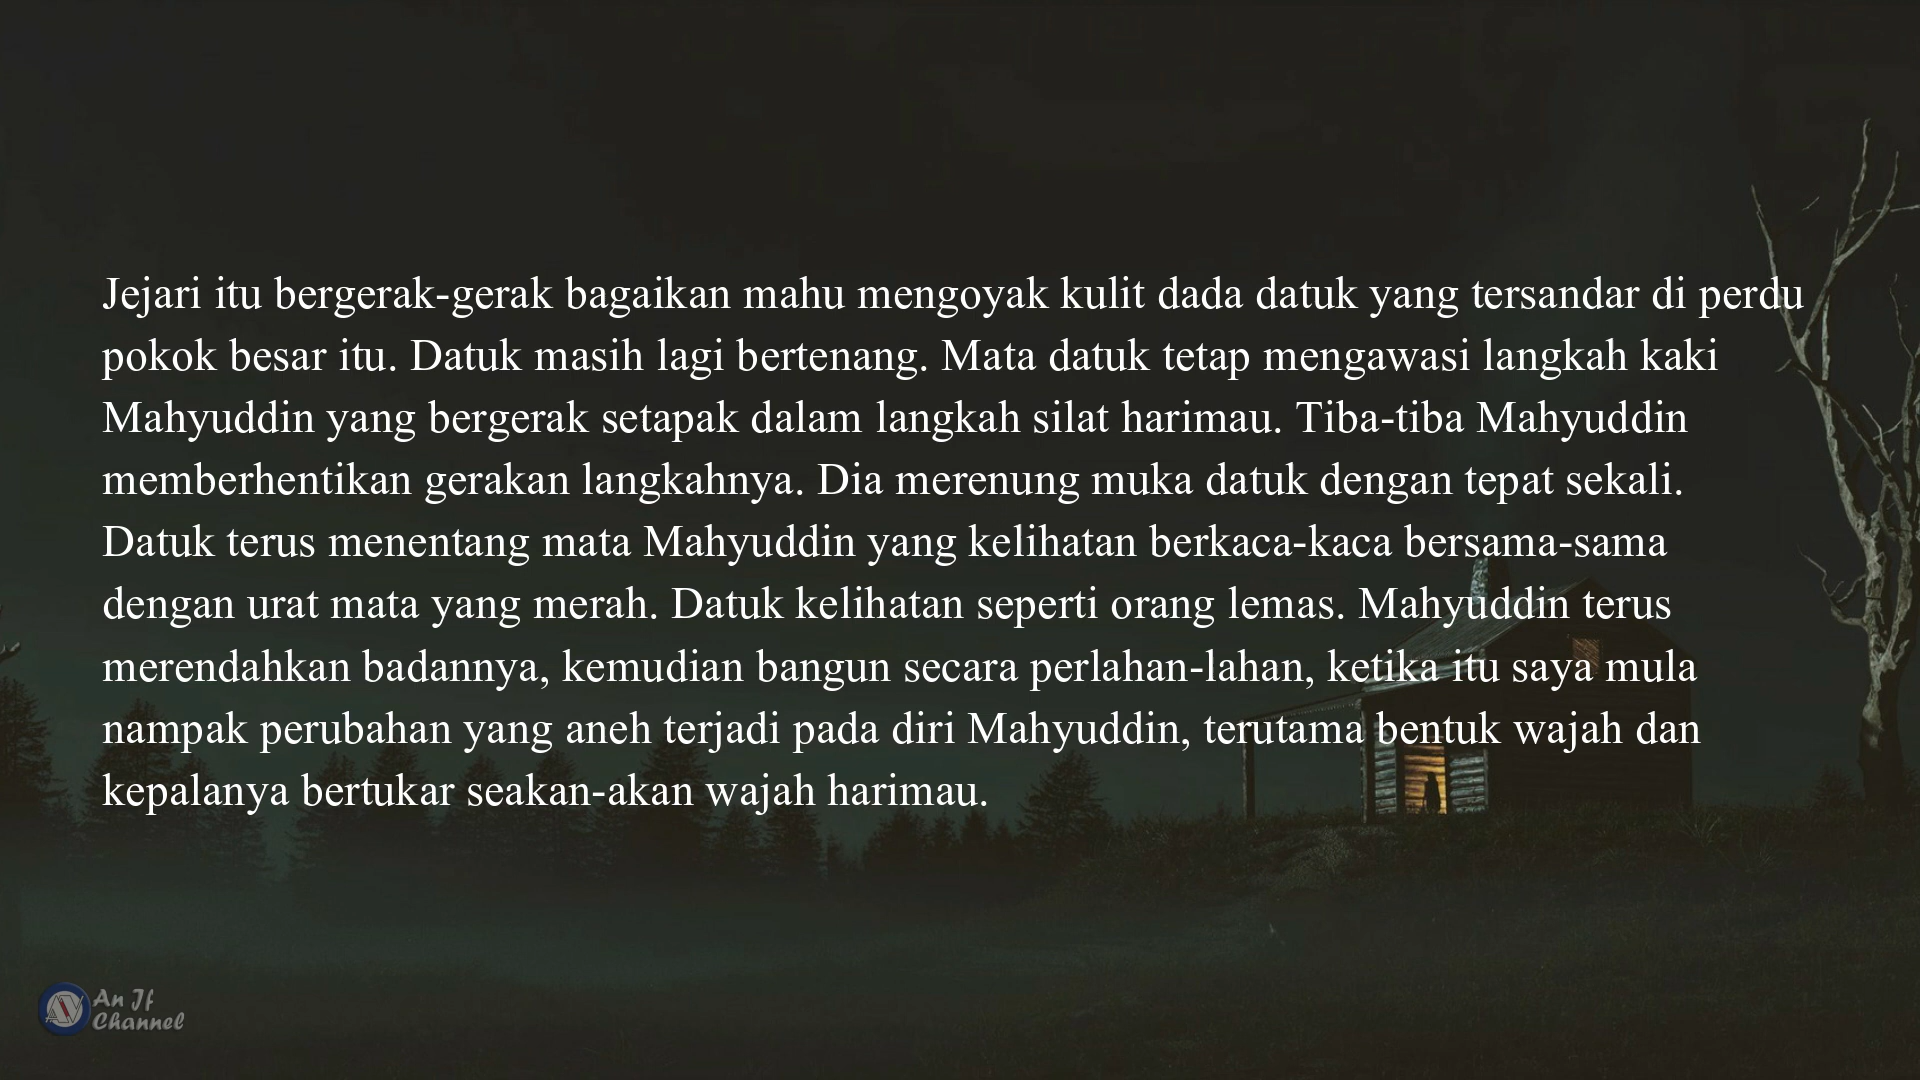 Jejari itu bergerak-gerak bagaikan mahu mengoyak kulit dada datuk yang tersandar di perdu
pokok besar itu. Datuk masih lagi bertenang. Mata datuk tetap mengawasi langkah kaki
Mahyuddin yang bergerak setapak dalam langkah silat harimau. Tiba-tiba Mahyuddin
memberhentikan gerakan langkahnya. Dia merenung muka datuk dengan tepat sekali.
Datuk terus menentang mata Mahyuddin yang kelihatan berkaca-kaca bersama-sama
dengan urat mata yang merah. Datuk kelihatan seperti orang lemas. Mahyuddin terus
merendahkan badannya, kemudian bangun secara perlahan-lahan, ketika itu saya mula
nampak perubahan yang aneh terjadi pada diri Mahyuddin, terutama bentuk wajah dan
kepalanya bertukar seakan-akan wajah harimau.
An If
Channel